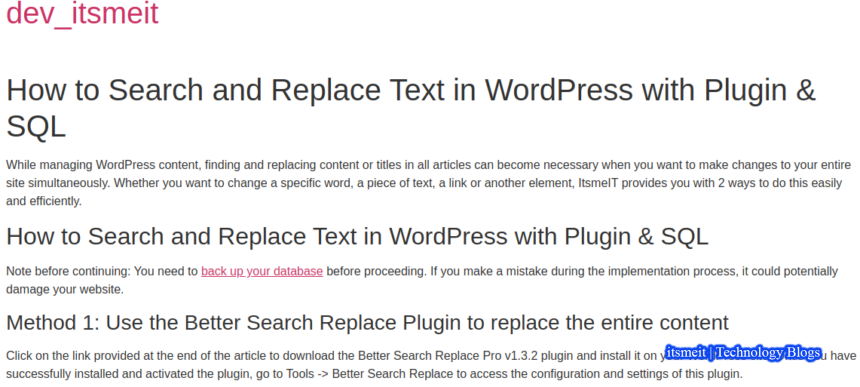 dev_itsmeit
How to Search and Replace Text in WordPress with Plugin &
SQL
While managing WordPress content, finding and replacing content or titles in all articles can become necessary when you want to make changes to your entire
site simultaneously. Whether you want to change a specific word, a piece of text, a link or another element, ItsmeIT provides you with 2 ways to do this easily
and efficiently.
How to Search and Replace Text in WordPress with Plugin & SQL
Note before continuing: You need to back up your database before proceeding. If you make a mistake during the implementation process, it could potentially
damage your website.
Method 1: Use the Better Search Replace Plugin to replace the entire content
Click on the link provided at the end of the article to download the Better Search Replace Pro v1.3.2 plugin and install it on have
itsmeit | Technology Blogs
successfully installed and activated the plugin, go to Tools -> Better Search Replace to access the configuration and settings of this plugin.